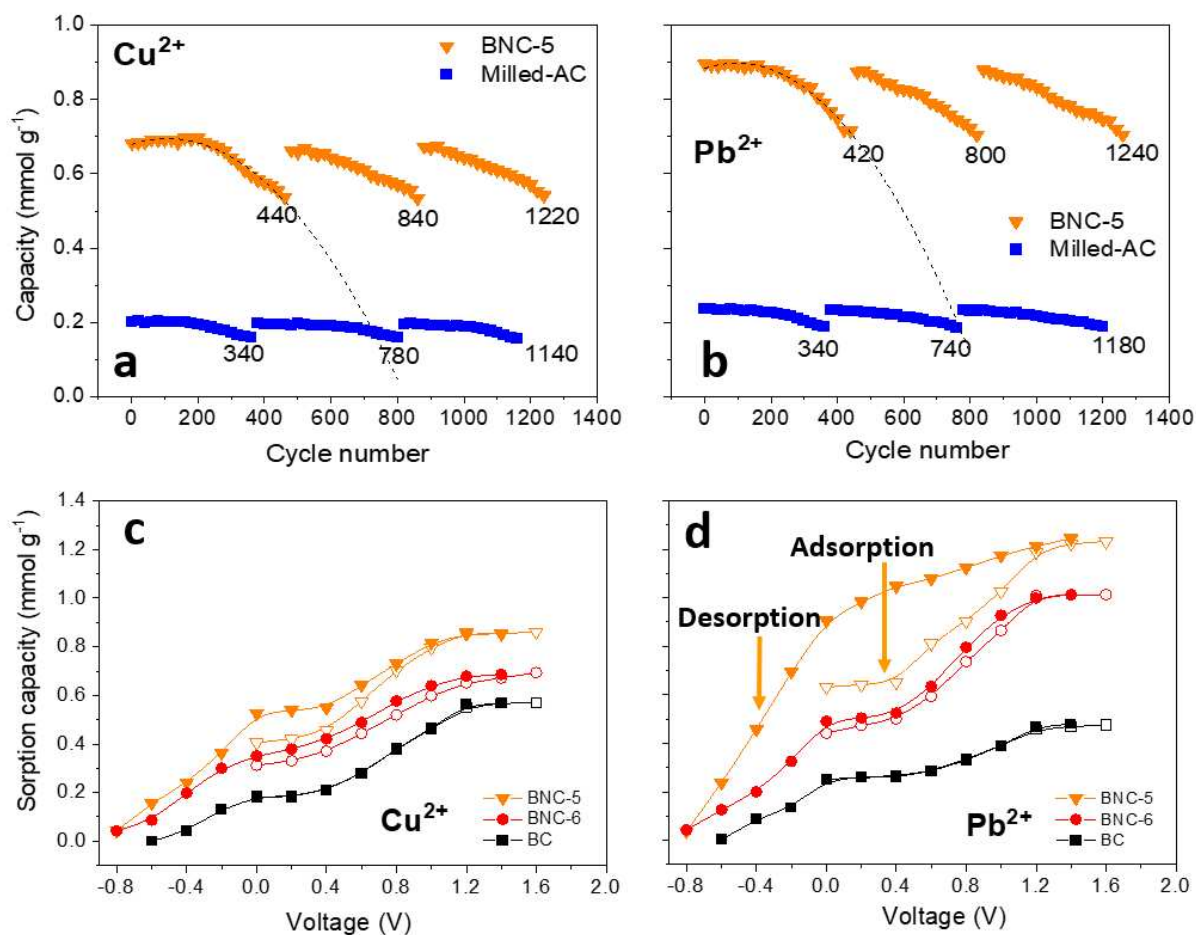 Cu²⁺
BNC-5
Milled-AC
Capacity (mmol g⁻¹)
1.0
0.8
0.6
0.4
0.2
0.0
440
840
1220
340
780
1140
a
0 200 400 600 800 1000 1200 1400
Cycle number
Pb²⁺
420
800
1240
BNC-5
Milled-AC
340
740
1180
b
0 200 400 600 800 1000 1200 1400
Cycle number
Sorption capacity (mmol g⁻¹)
1.4
1.2
1.0
0.8
0.6
0.4
0.2
0.0
c
Cu²⁺
BNC-5
BNC-6
BC
-0.8 -0.4 0.0 0.4 0.8 1.2 1.6 2.0
Voltage (V)
d
Adsorption
Desorption
Pb²⁺
BNC-5
BNC-6
BC
-0.8 -0.4 0.0 0.4 0.8 1.2 1.6 2.0
Voltage (V)